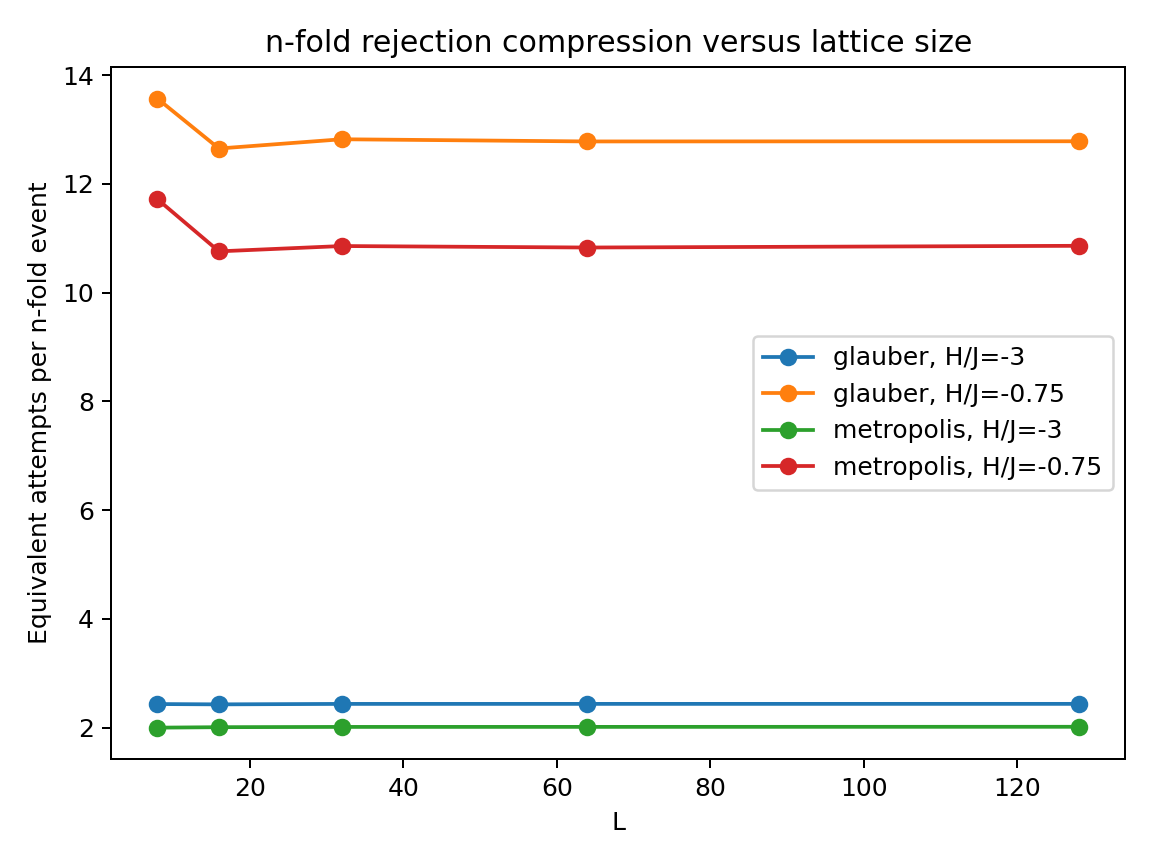 n-fold rejection compression versus lattice size
Equivalent attempts per n-fold event
14
12
10
8
6
4
2
glauber, H/J=-3
glauber, H/J=-0.75
metropolis, H/J=-3
metropolis, H/J=-0.75
20 40 60 80 100 120
L